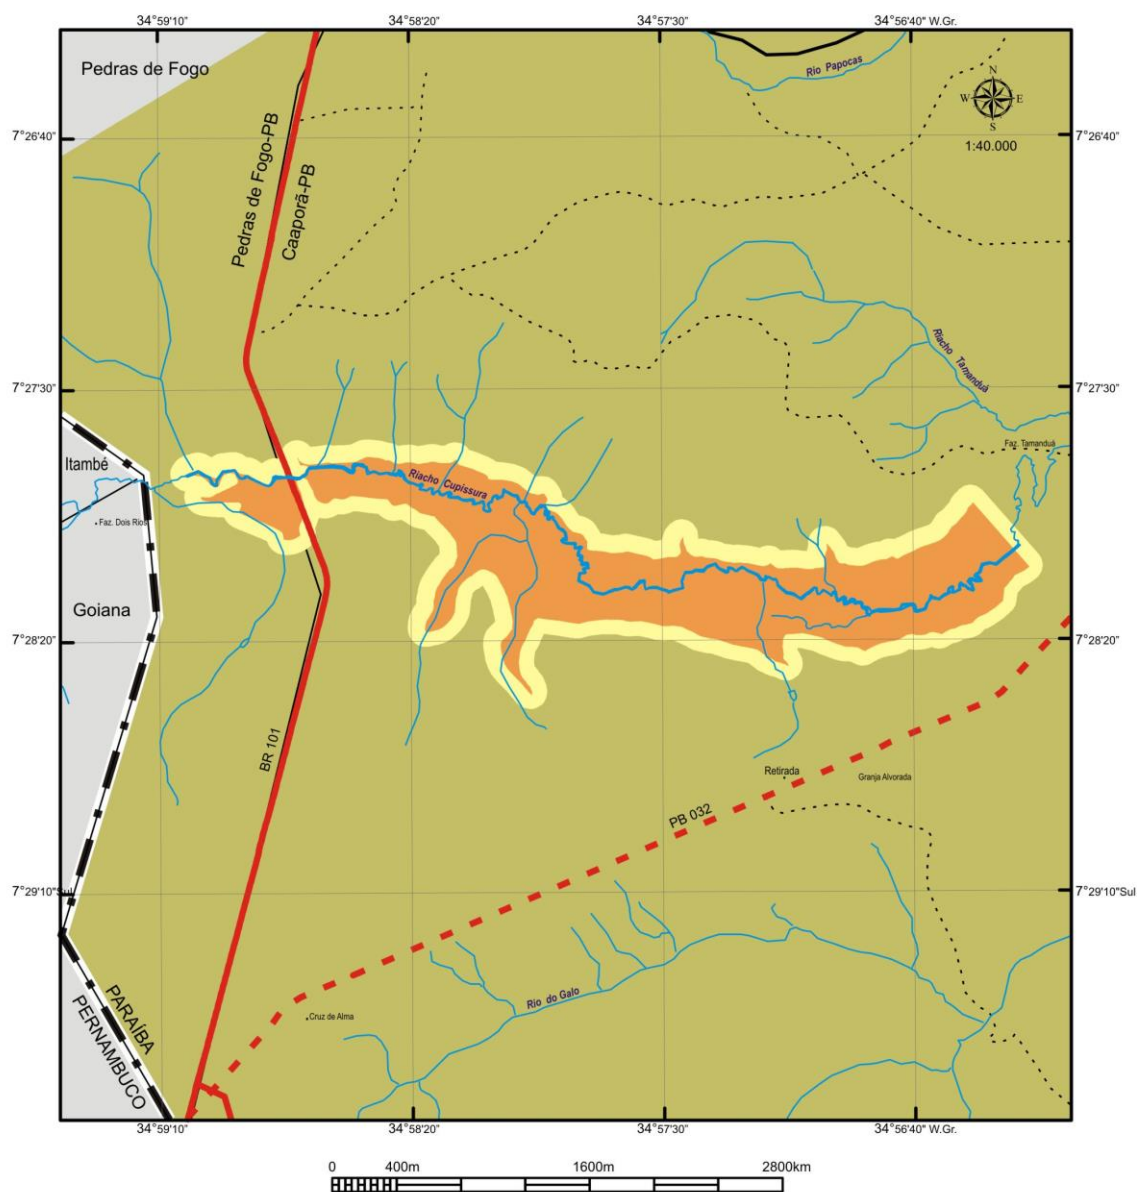 34°59'10"
34°58'20"
34°57'30"
34°56'40" W.Gr.
Pedras de Fogo
Rio Papocas
N
W
E
S
1:40.000
7°26'40"
7°26'40"
Pedras de Fogo-PB
Caaporá-PB
Riacho Tamanduá
7°27'30"
7°27'30"
Faz. Tamanduá
Itambé
Riacho Cupissura
Faz. Dois Rios
Goiana
7°28'20"
7°28'20"
BR 101
Retirada
Granja Alvorada
PB 032
7°29'10"Sul
7°29'10"Sul
Rio do Galo
Cruz de Alma
PARAÍBA
PERNAMBUCO
34°59'10"
34°58'20"
34°57'30"
34°56'40" W.Gr.
0
400m
1600m
2800km